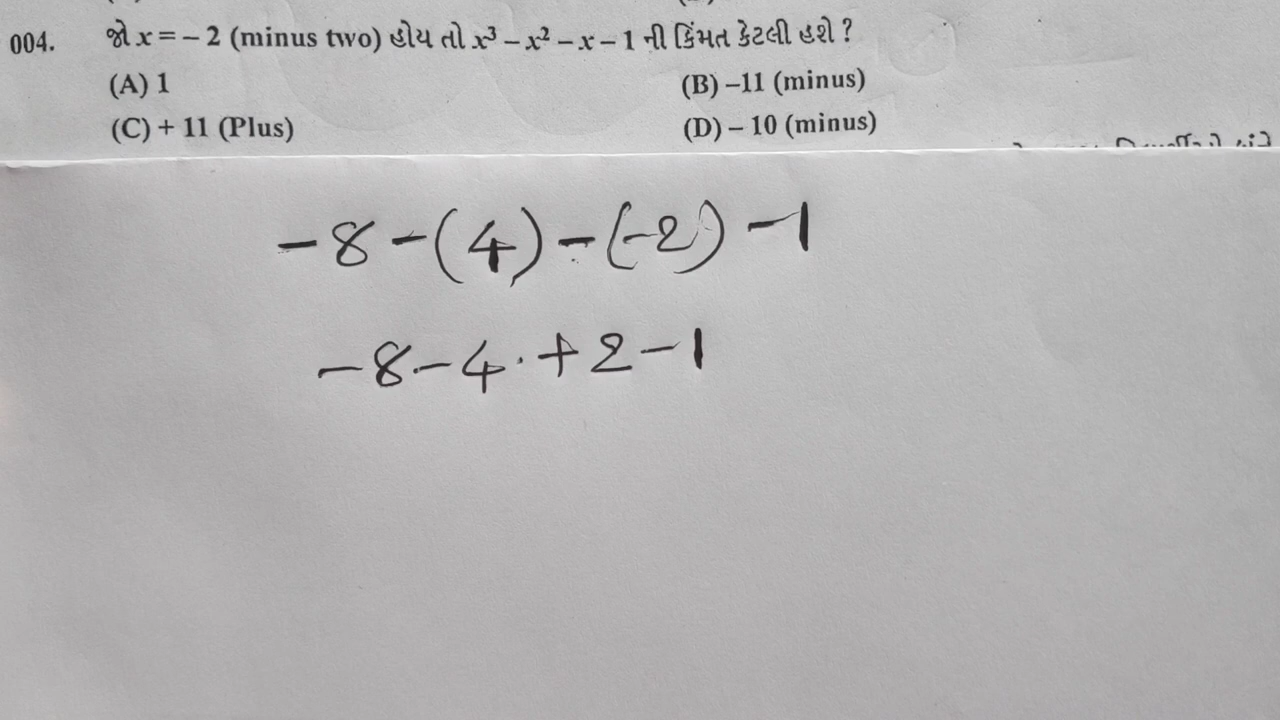 004. જો x = – 2 (minus two) હોય તો x³ – x² – x – 1 ની કિંમત કેટલી હશે ?
(A) 1 (B) –11 (minus)
(C) + 11 (Plus) (D) – 10 (minus)
-8-(4)-(-2)-1
-8-4+2-1